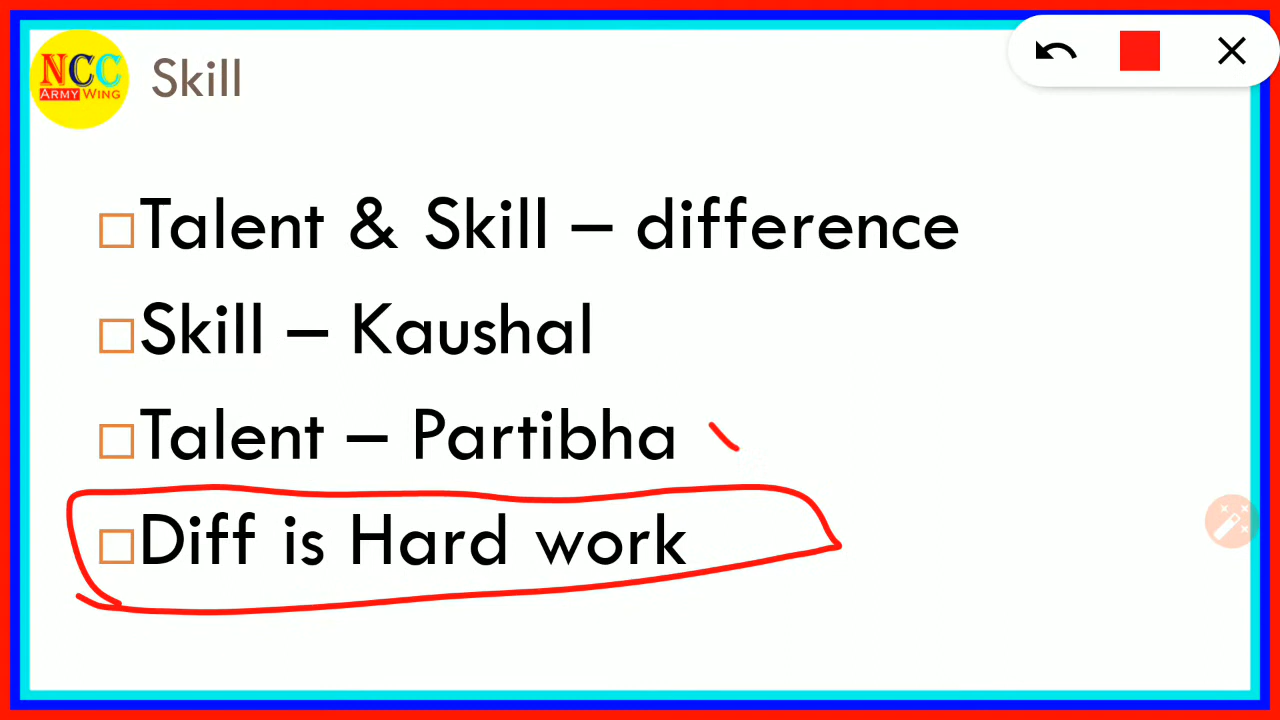 NCC
ARMY WING
Skill
Talent & Skill – difference
Skill – Kaushal
Talent – Partibha
Diff is Hard work